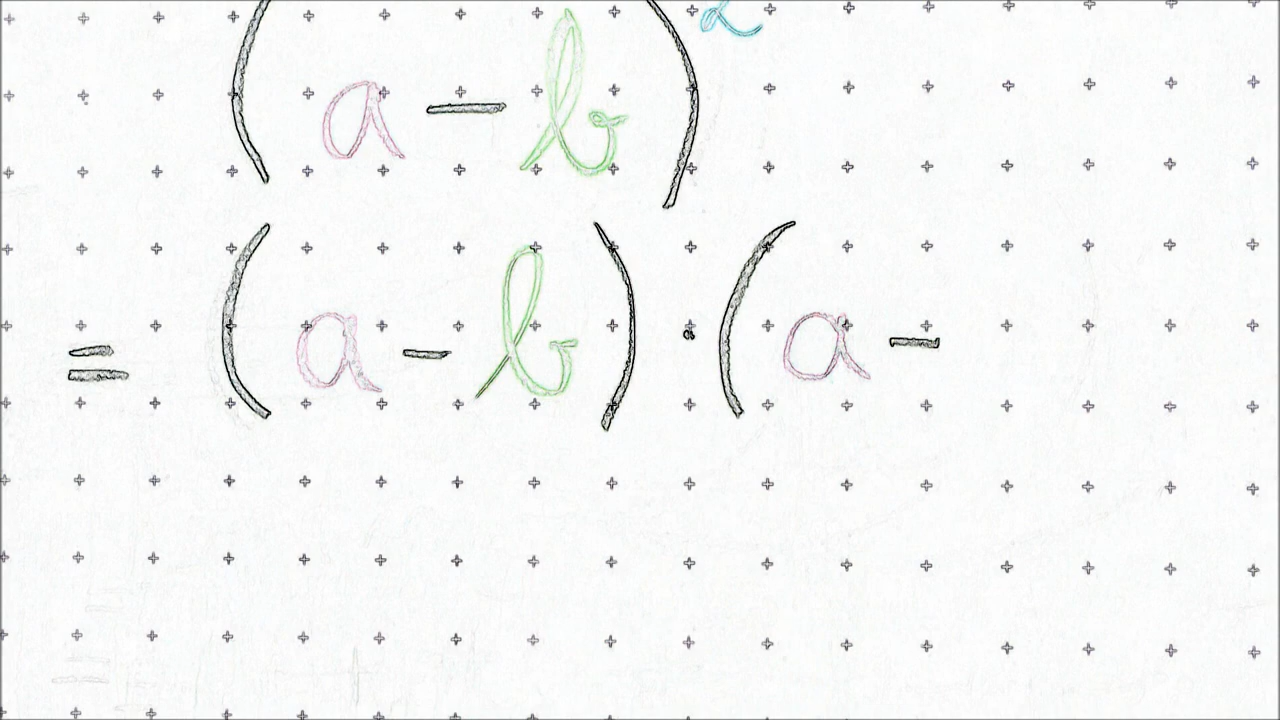 (a - b)²
= (a - b) · (a -